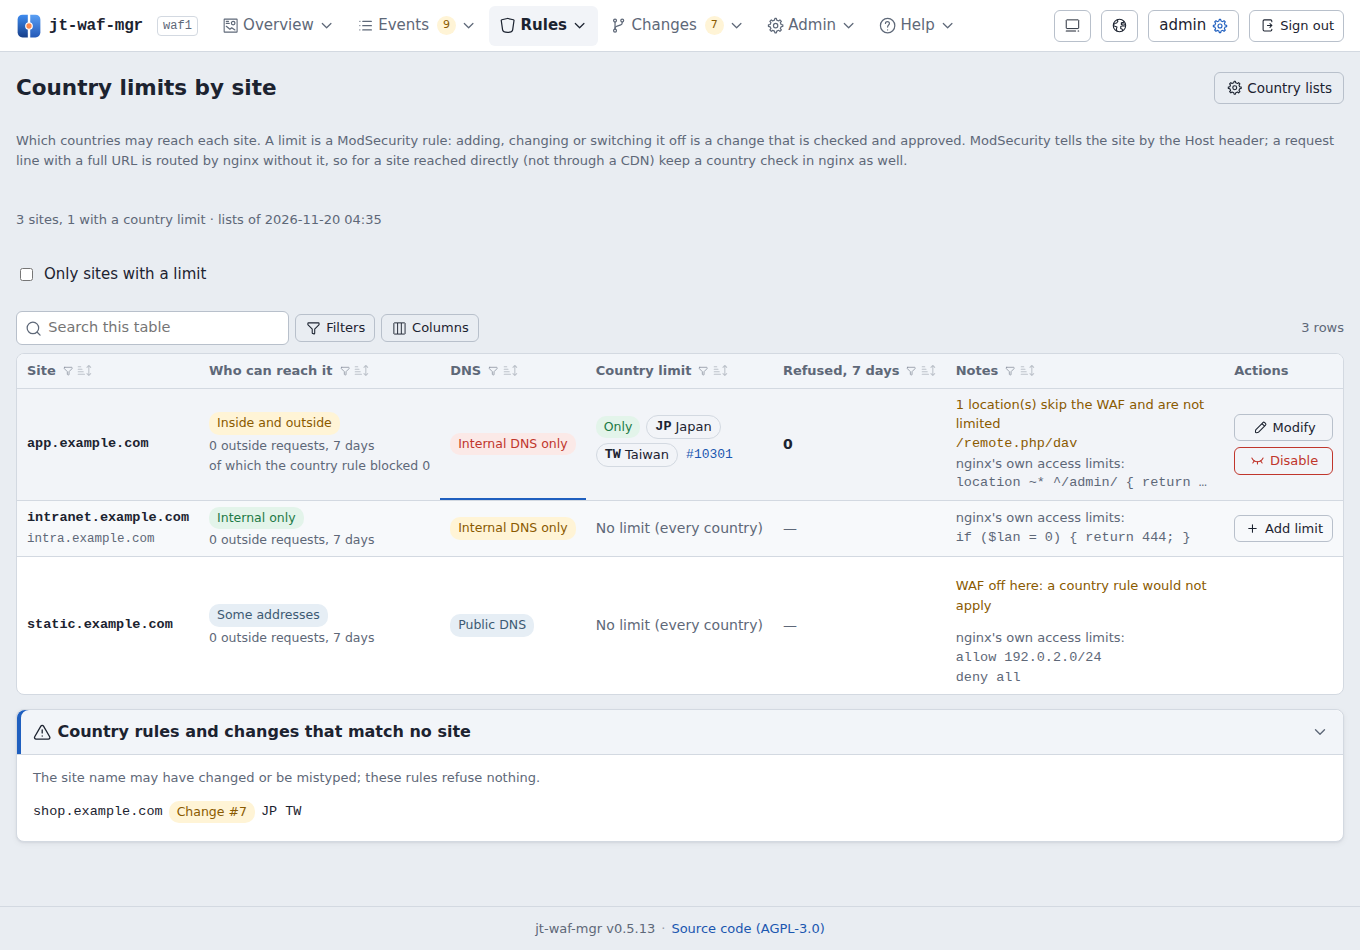 jt-waf-mgr waf1 Overview Events 9 Rules Changes 7 Admin Help admin Sign out
Country limits by site
Country lists
Which countries may reach each site. A limit is a ModSecurity rule: adding, changing or switching it off is a change that is checked and approved. ModSecurity tells the site by the Host header; a request
line with a full URL is routed by nginx without it, so for a site reached directly (not through a CDN) keep a country check in nginx as well.
3 sites, 1 with a country limit · lists of 2026-11-20 04:35
Only sites with a limit
Search this table Filters Columns 3 rows
Site Who can reach it DNS Country limit Refused, 7 days Notes Actions
app.example.com
Inside and outside
0 outside requests, 7 days
of which the country rule blocked 0
Internal DNS only
Only JP Japan
TW Taiwan #10301
0
1 location(s) skip the WAF and are not
limited
/remote.php/dav
nginx's own access limits:
location ~* ^/admin/ { return …
Modify
Disable
intranet.example.com
intra.example.com
Internal only
0 outside requests, 7 days
Internal DNS only
No limit (every country)
—
nginx's own access limits:
if ($lan = 0) { return 444; }
Add limit
static.example.com
Some addresses
0 outside requests, 7 days
Public DNS
No limit (every country)
—
WAF off here: a country rule would not
apply
nginx's own access limits:
allow 192.0.2.0/24
deny all
Country rules and changes that match no site
The site name may have changed or be mistyped; these rules refuse nothing.
shop.example.com Change #7 JP TW
jt-waf-mgr v0.5.13 · Source code (AGPL-3.0)